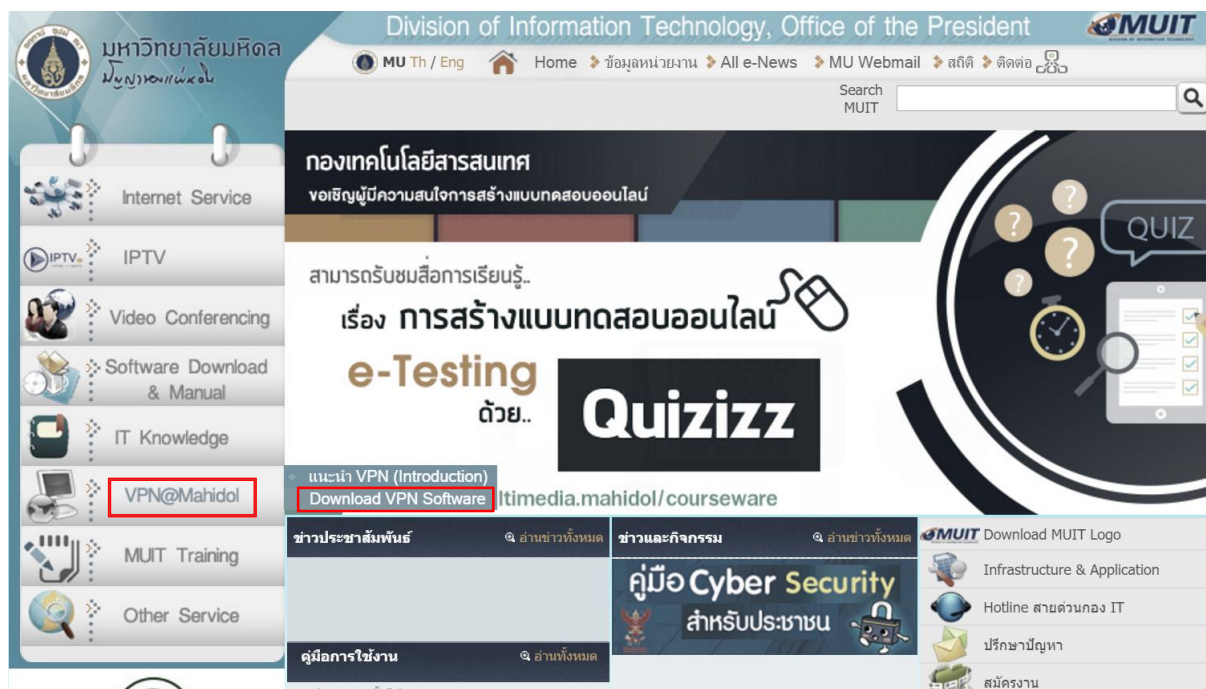 Division of Information Technology, Office of the President
MUIT
มหาวิทยาลัยมหิดล
ปัญญาของแผ่นดิน
MU Th / Eng Home ข้อมูลหน่วยงาน All e-News MU Webmail สถิติ ติดต่อ
Search
MUIT
Internet Service
IPTV
IPTV
Video Conferencing
Software Download
& Manual
IT Knowledge
VPN@Mahidol
MUIT Training
Other Service
กองเทคโนโลยีสารสนเทศ
ขอเชิญผู้มีความสนใจการสร้างแบบทดสอบออนไลน์
สามารถรับชมสื่อการเรียนรู้..
เรื่อง การสร้างแบบทดสอบออนไลน์
e-Testing
ด้วย..
Quizizz
QUIZ
แนะนำ VPN (Introduction)
Download VPN Software ltimedia.mahidol/courseware
ข่าวประชาสัมพันธ์ อ่านข่าวทั้งหมด
ข่าวและกิจกรรม อ่านข่าวทั้งหมด
คู่มือ Cyber Security
สำหรับประชาชน
คู่มือการใช้งาน อ่านทั้งหมด
MUIT Download MUIT Logo
Infrastructure & Application
Hotline สายด่วนกอง IT
ปรึกษาปัญหา
สมัครงาน